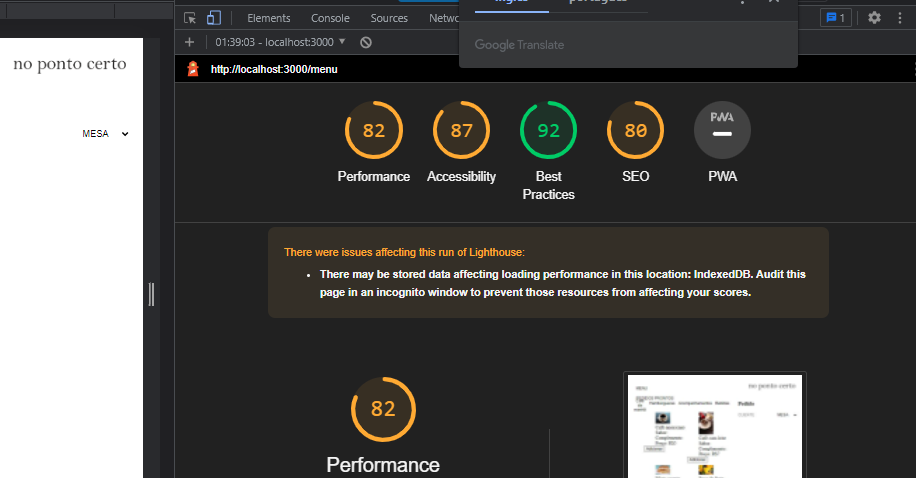 Elements Console Sources
1
01:39:03 - localhost:3000
Google Translate
http://localhost:3000/menu
no ponto certo
MESA
82 87 92 80 PWA
Performance Accessibility Best Practices SEO PWA
There were issues affecting this run of Lighthouse:
There may be stored data affecting loading performance in this location: IndexedDB. Audit this
page in an incognito window to prevent those resources from affecting your scores.
82
Performance
no ponto certo
MESA